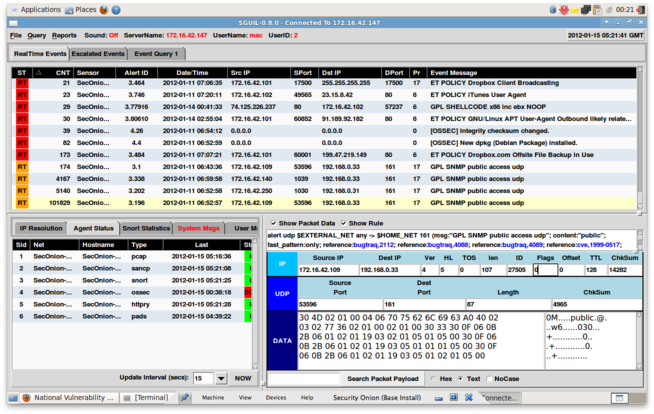 Applications Places 00:21
SGUIL-0.8.0 - Connected To 172.16.42.147
File Query Reports Sound: Off ServerName: 172.16.42.147 UserName: mac UserID: 2 2012-01-15 05:21:41 GMT
RealTime Events Escalated Events Event Query 1
ST CNT Sensor Alert ID Date/Time Src IP SPort Dst IP DPort Pr Event Message
RT 21 SecOnio... 3.464 2012-01-11 07:06:35 172.16.42.101 17500 255.255.255.255 17500 17 ET POLICY Dropbox Client Broadcasting
RT 23 SecOnio... 3.746 2012-01-11 07:20:11 172.16.42.102 49565 23.15.8.42 80 6 ET POLICY iTunes User Agent
RT 29 SecOnio... 3.77916 2012-01-14 00:41:33 74.125.226.237 80 172.16.42.102 57237 6 GPL SHELLCODE x86 inc ebx NOOP
RT 30 SecOnio... 3.80610 2012-01-14 02:55:04 172.16.42.101 60852 91.189.92.182 80 6 ET POLICY GNU/Linux APT User-Agent Outbound likely relate...
RT 39 SecOnio... 4.26 2012-01-11 06:54:12 0.0.0.0 0.0.0.0 0 [OSSEC] Integrity checksum changed.
RT 82 SecOnio... 4.4 2012-01-11 06:52:59 0.0.0.0 0.0.0.0 0 [OSSEC] New dpkg (Debian Package) installed.
RT 173 SecOnio... 3.484 2012-01-11 07:07:21 172.16.42.101 60001 199.47.219.149 80 6 ET POLICY Dropbox.com Offsite File Backup in Use
RT 174 SecOnio... 3.1 2012-01-11 06:43:36 172.16.42.109 53596 192.168.0.33 161 17 GPL SNMP public access udp
RT 4167 SecOnio... 3.338 2012-01-11 06:59:58 172.16.42.140 1039 192.168.0.33 161 17 GPL SNMP public access udp
RT 5140 SecOnio... 3.202 2012-01-11 06:52:58 172.16.42.250 1030 192.168.0.31 161 17 GPL SNMP public access udp
RT 101829 SecOnio... 3.196 2012-01-11 06:52:57 172.16.42.109 53596 192.168.0.33 161 17 GPL SNMP public access udp
IP Resolution Agent Status Snort Statistics System Msgs User M
Sid Net Hostname Type Last Sta
1 SecOnion-... SecOnion-... pcap 2012-01-15 05:16:36
2 SecOnion-... SecOnion-... sancp 2012-01-15 05:21:08
3 SecOnion-... SecOnion-... snort 2012-01-15 05:21:25
4 SecOnion-... SecOnion-... ossec 2012-01-15 00:38:18
5 SecOnion-... SecOnion-... httpry 2012-01-15 05:21:28
6 SecOnion-... SecOnion-... pads 2012-01-15 04:39:22
Update Interval (secs): 15 NOW
Show Packet Data Show Rule
alert udp $EXTERNAL_NET any -> $HOME_NET 161 (msg:"GPL SNMP public access udp"; content:"public";
fast_pattern:only; reference:bugtraq,2112; reference:bugtraq,4088; reference:bugtraq,4089; reference:cve,1999-0517;
IP Source IP Dest IP Ver HL TOS len ID Flags Offset TTL ChkSum
172.16.42.109 192.168.0.33 4 5 0 107 27505 0 0 128 14282
UDP Source Port Dest Port Length ChkSum
53596 161 87 4965
DATA
30 4D 02 01 00 04 06 70 75 62 6C 69 63 A0 40 02 0M.....public.@.
03 02 77 36 02 01 00 02 01 00 30 33 30 0F 06 0B ..w6......030...
2B 06 01 02 01 19 03 02 01 05 01 05 00 30 0F 06 +............0..
0B 2B 06 01 02 01 19 03 05 01 01 05 00 30 0F .+...........0.
06 0B 2B 06 01 02 01 19 03 05 01 02 01 05 00 ..+............
Search Packet Payload Hex Text NoCase
National Vulnerability ... [Terminal] Machine View Devices Help Security Onion (Base Install)